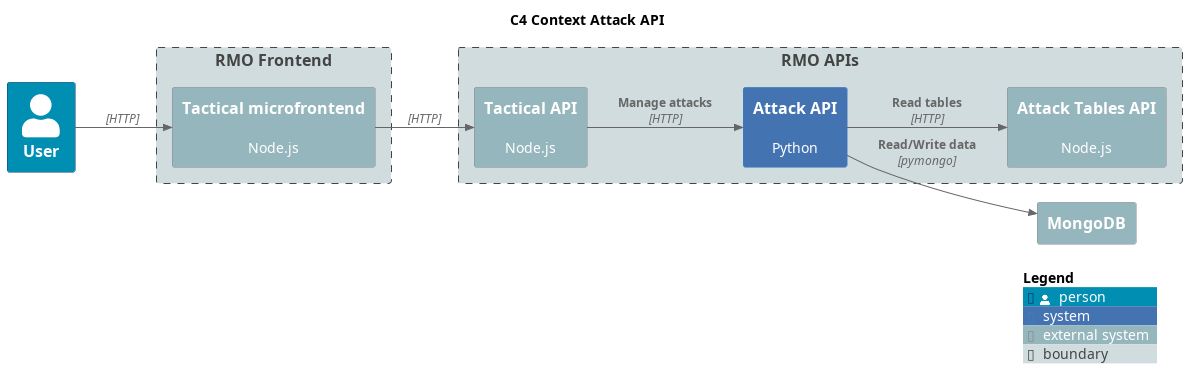 C4 Context Attack API
RMO Frontend
RMO APIs
User
[HTTP]
Tactical microfrontend
Node.js
[HTTP]
Tactical API
Node.js
Manage attacks
[HTTP]
Attack API
Python
Read tables
[HTTP]
Read/Write data
[pymongo]
Attack Tables API
Node.js
MongoDB
Legend
person
system
external system
boundary